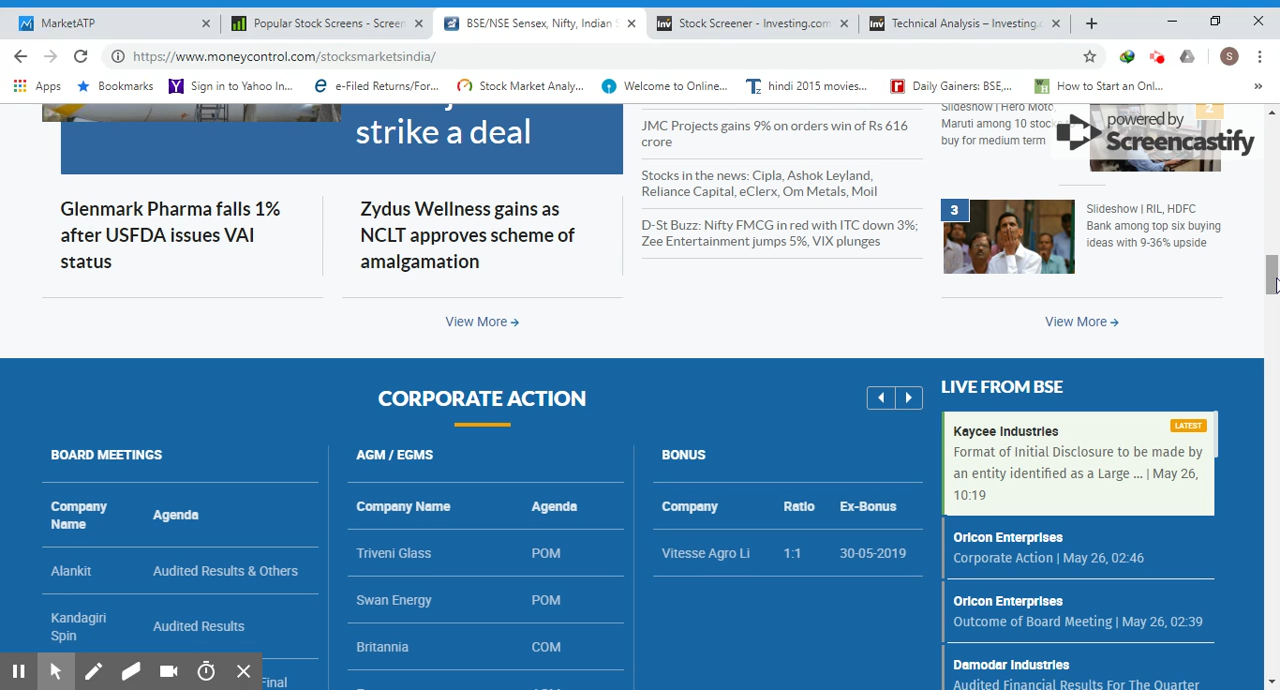 MarketATP
Popular Stock Screens - Screen
BSE/NSE Sensex, Nifty, Indian S
Stock Screener - Investing.com
Technical Analysis – Investing.c
https://www.moneycontrol.com/stocksmarketsindia/
S
Apps
Bookmarks
Sign in to Yahoo In...
e-Filed Returns/For...
Stock Market Analy...
Welcome to Online...
hindi 2015 movies...
Daily Gainers: BSE,...
How to Start an Onl...
»
strike a deal
Glenmark Pharma falls 1%
after USFDA issues VAI
status
Zydus Wellness gains as
NCLT approves scheme of
amalgamation
View More
JMC Projects gains 9% on orders win of Rs 616
crore
Stocks in the news: Cipla, Ashok Leyland,
Reliance Capital, eClerx, Om Metals, Moil
D-St Buzz: Nifty FMCG in red with ITC down 3%;
Zee Entertainment jumps 5%, VIX plunges
Slideshow | Hero Moto
Maruti among 10 stocks
buy for medium term
2
powered by
Screencastify
3
Slideshow | RIL, HDFC
Bank among top six buying
ideas with 9-36% upside
View More
CORPORATE ACTION
BOARD MEETINGS
Company
Name
Agenda
Alankit
Audited Results & Others
Kandagiri
Spin
Audited Results
Final
AGM / EGMS
Company Name
Agenda
Triveni Glass
POM
Swan Energy
POM
Britannia
COM
BONUS
Company
Ratio
Ex-Bonus
Vitesse Agro Li
1:1
30-05-2019
LIVE FROM BSE
Kaycee Industries
LATEST
Format of Initial Disclosure to be made by
an entity identified as a Large ... | May 26,
10:19
Oricon Enterprises
Corporate Action | May 26, 02:46
Oricon Enterprises
Outcome of Board Meeting | May 26, 02:39
Damodar Industries
Audited Financial Results For The Quarter